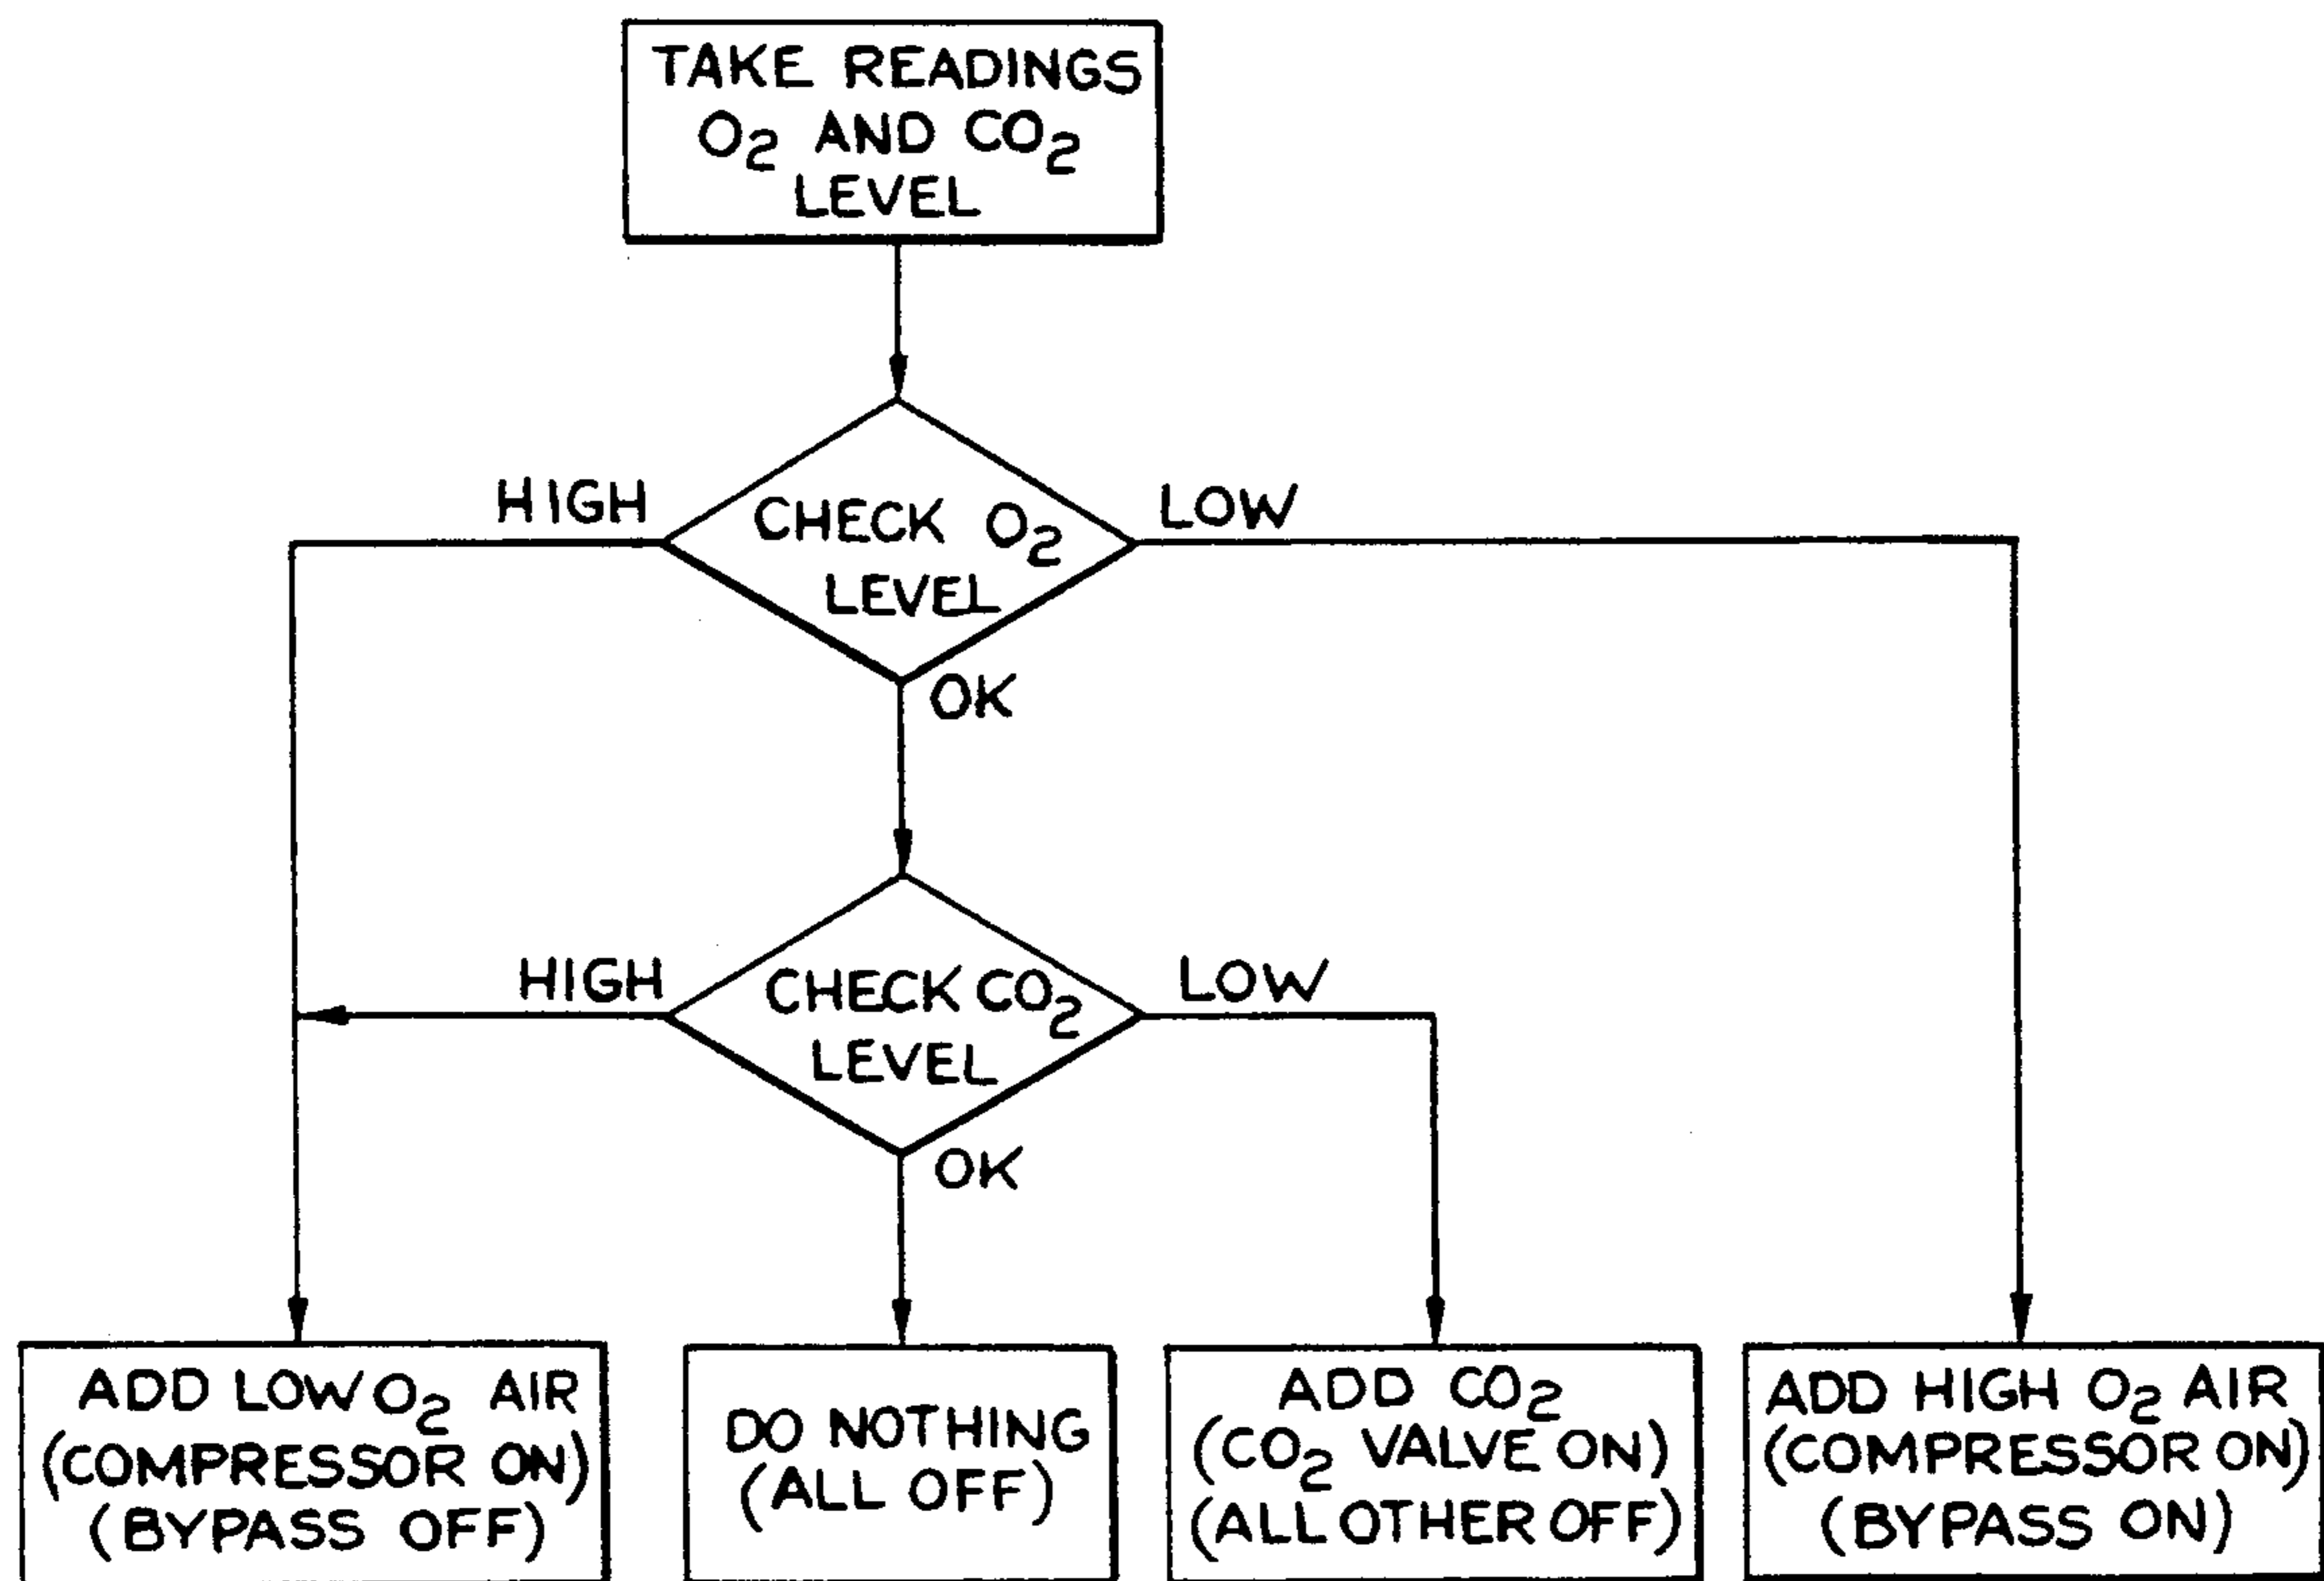 TAKE READINGS
O₂ AND CO₂
LEVEL
HIGH
CHECK O₂
LEVEL
LOW
OK
HIGH
CHECK CO₂
LEVEL
LOW
OK
ADD LOW O₂ AIR
(COMPRESSOR ON)
(BYPASS OFF)
DO NOTHING
(ALL OFF)
ADD CO₂
(CO₂ VALVE ON)
(ALL OTHER OFF)
ADD HIGH O₂ AIR
(COMPRESSOR ON)
(BYPASS ON)